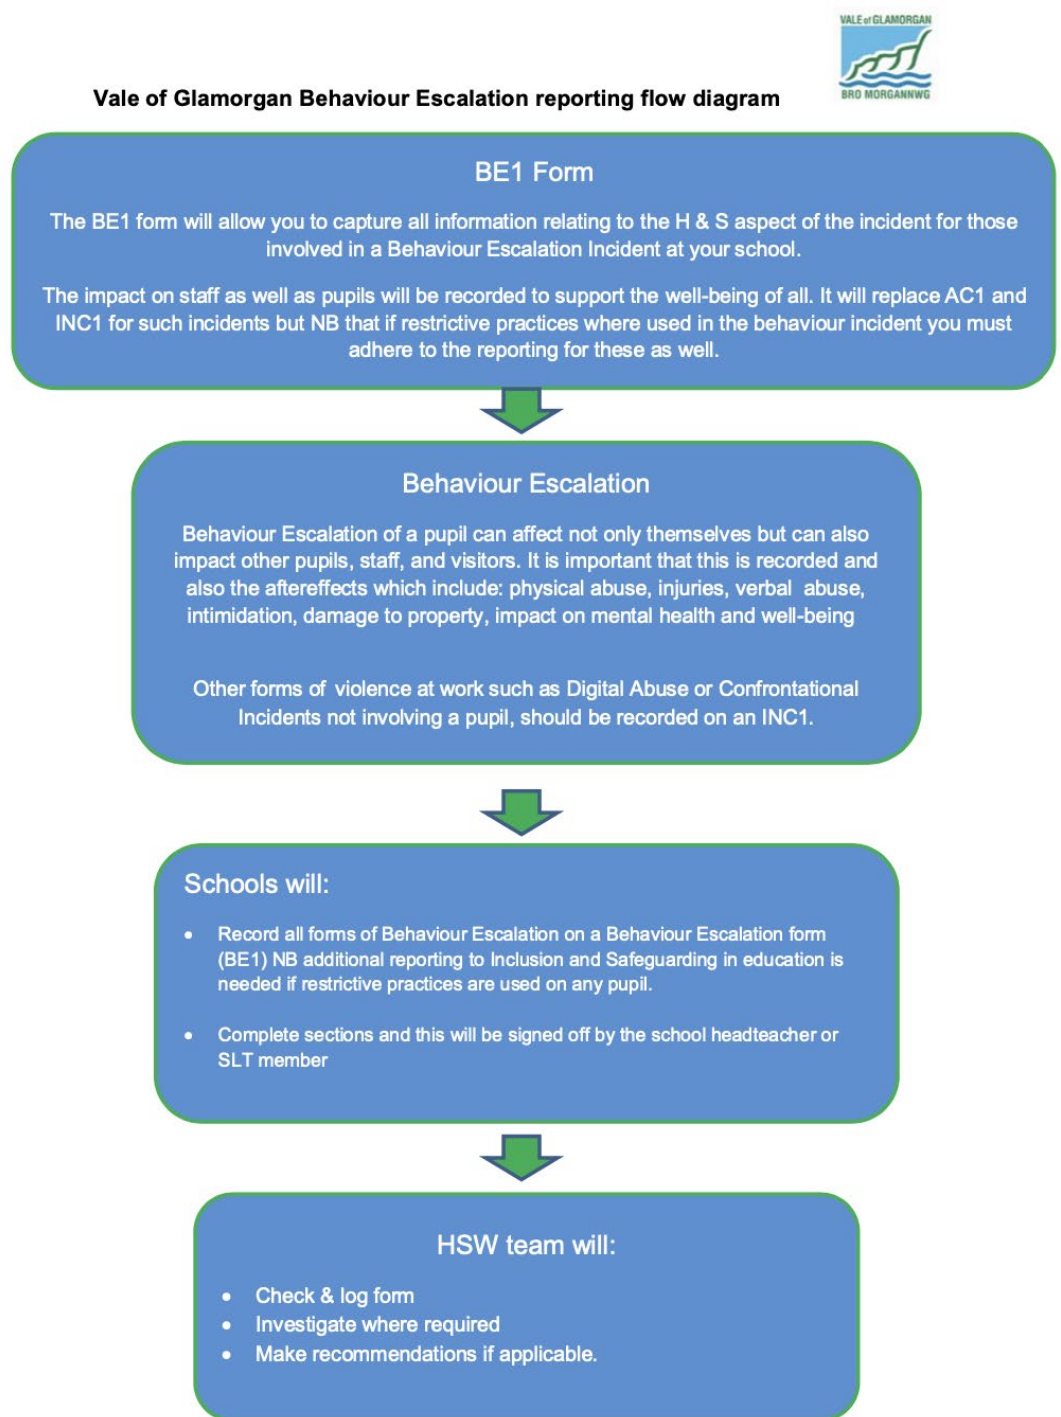 VALE of GLAMORGAN
BRO MORGANNWG
Vale of Glamorgan Behaviour Escalation reporting flow diagram
BE1 Form
The BE1 form will allow you to capture all information relating to the H & S aspect of the incident for those
involved in a Behaviour Escalation Incident at your school.
The impact on staff as well as pupils will be recorded to support the well-being of all. It will replace AC1 and
INC1 for such incidents but NB that if restrictive practices where used in the behaviour incident you must
adhere to the reporting for these as well.
Behaviour Escalation
Behaviour Escalation of a pupil can affect not only themselves but can also
impact other pupils, staff, and visitors. It is important that this is recorded and
also the aftereffects which include: physical abuse, injuries, verbal abuse,
intimidation, damage to property, impact on mental health and well-being
Other forms of violence at work such as Digital Abuse or Confrontational
Incidents not involving a pupil, should be recorded on an INC1.
Schools will:
• Record all forms of Behaviour Escalation on a Behaviour Escalation form
(BE1) NB additional reporting to Inclusion and Safeguarding in education is
needed if restrictive practices are used on any pupil.
• Complete sections and this will be signed off by the school headteacher or
SLT member
HSW team will:
• Check & log form
• Investigate where required
• Make recommendations if applicable.